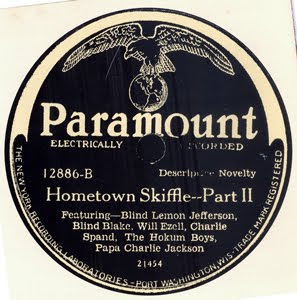 Paramount
ELECTRICALLY RECORDED
12886-B Descriptive Novelty
Hometown Skiffle--Part II
Featuring—Blind Lemon Jefferson,
Blind Blake, Will Ezell, Charlie
Spand, The Hokum Boys,
Papa Charlie Jackson
21454
THE NEW YORK RECORDING LABORATORIES-PORT WASHINGTON, WIS-TRADE MARK REGISTERED